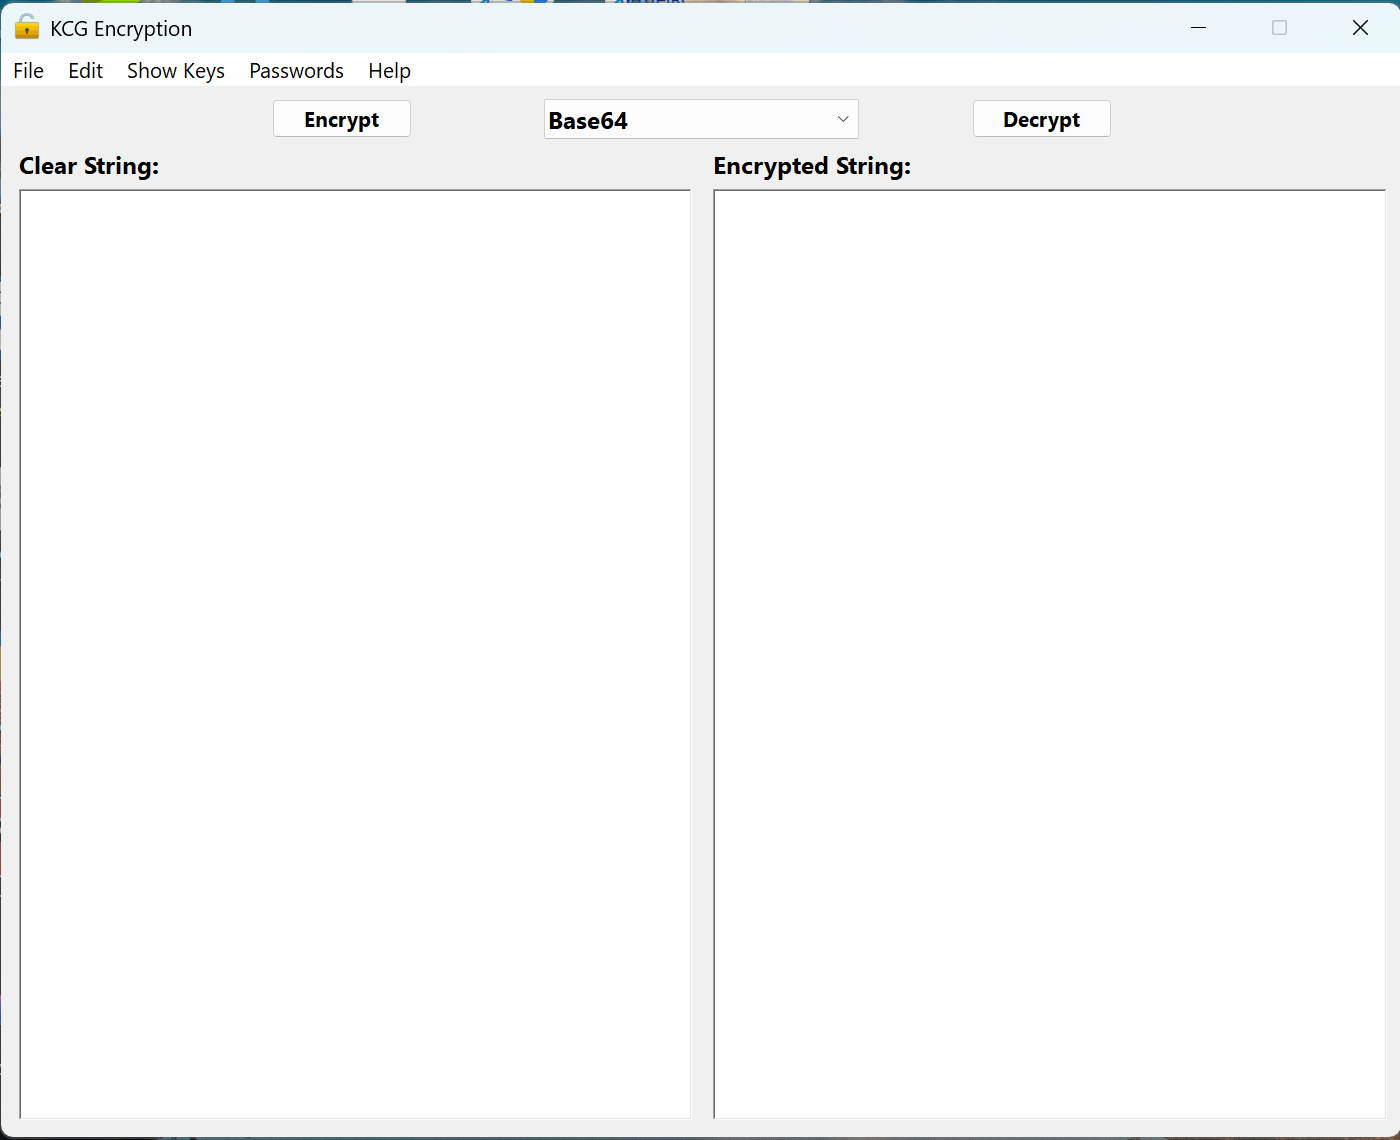 KCG Encryption
File Edit Show Keys Passwords Help
Encrypt Base64 Decrypt
Clear String: Encrypted String: